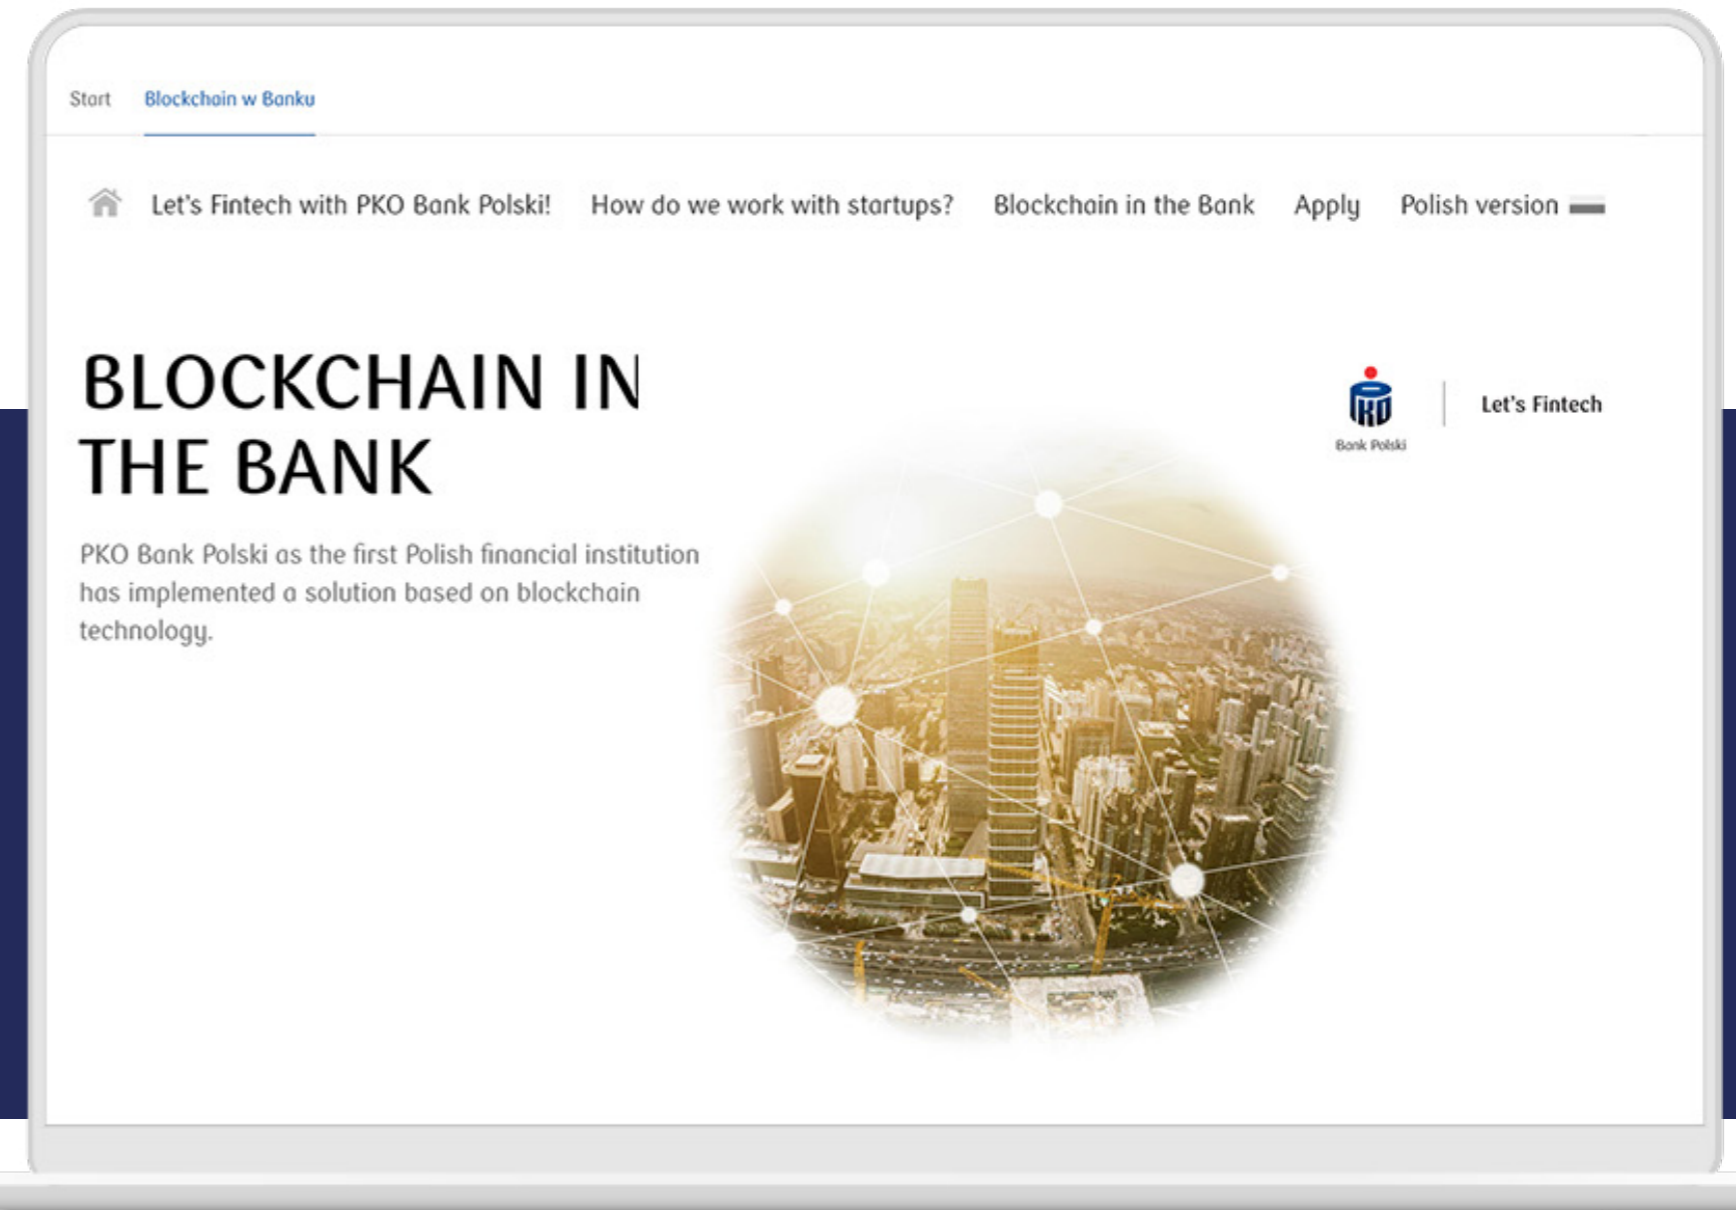 Start Blockchain w Banku
Let's Fintech with PKO Bank Polski! How do we work with startups? Blockchain in the Bank Apply Polish version
BLOCKCHAIN IN
THE BANK
PKO Bank Polski as the first Polish financial institution
has implemented a solution based on blockchain
technology.
PKO
Bank Polski
Let's Fintech